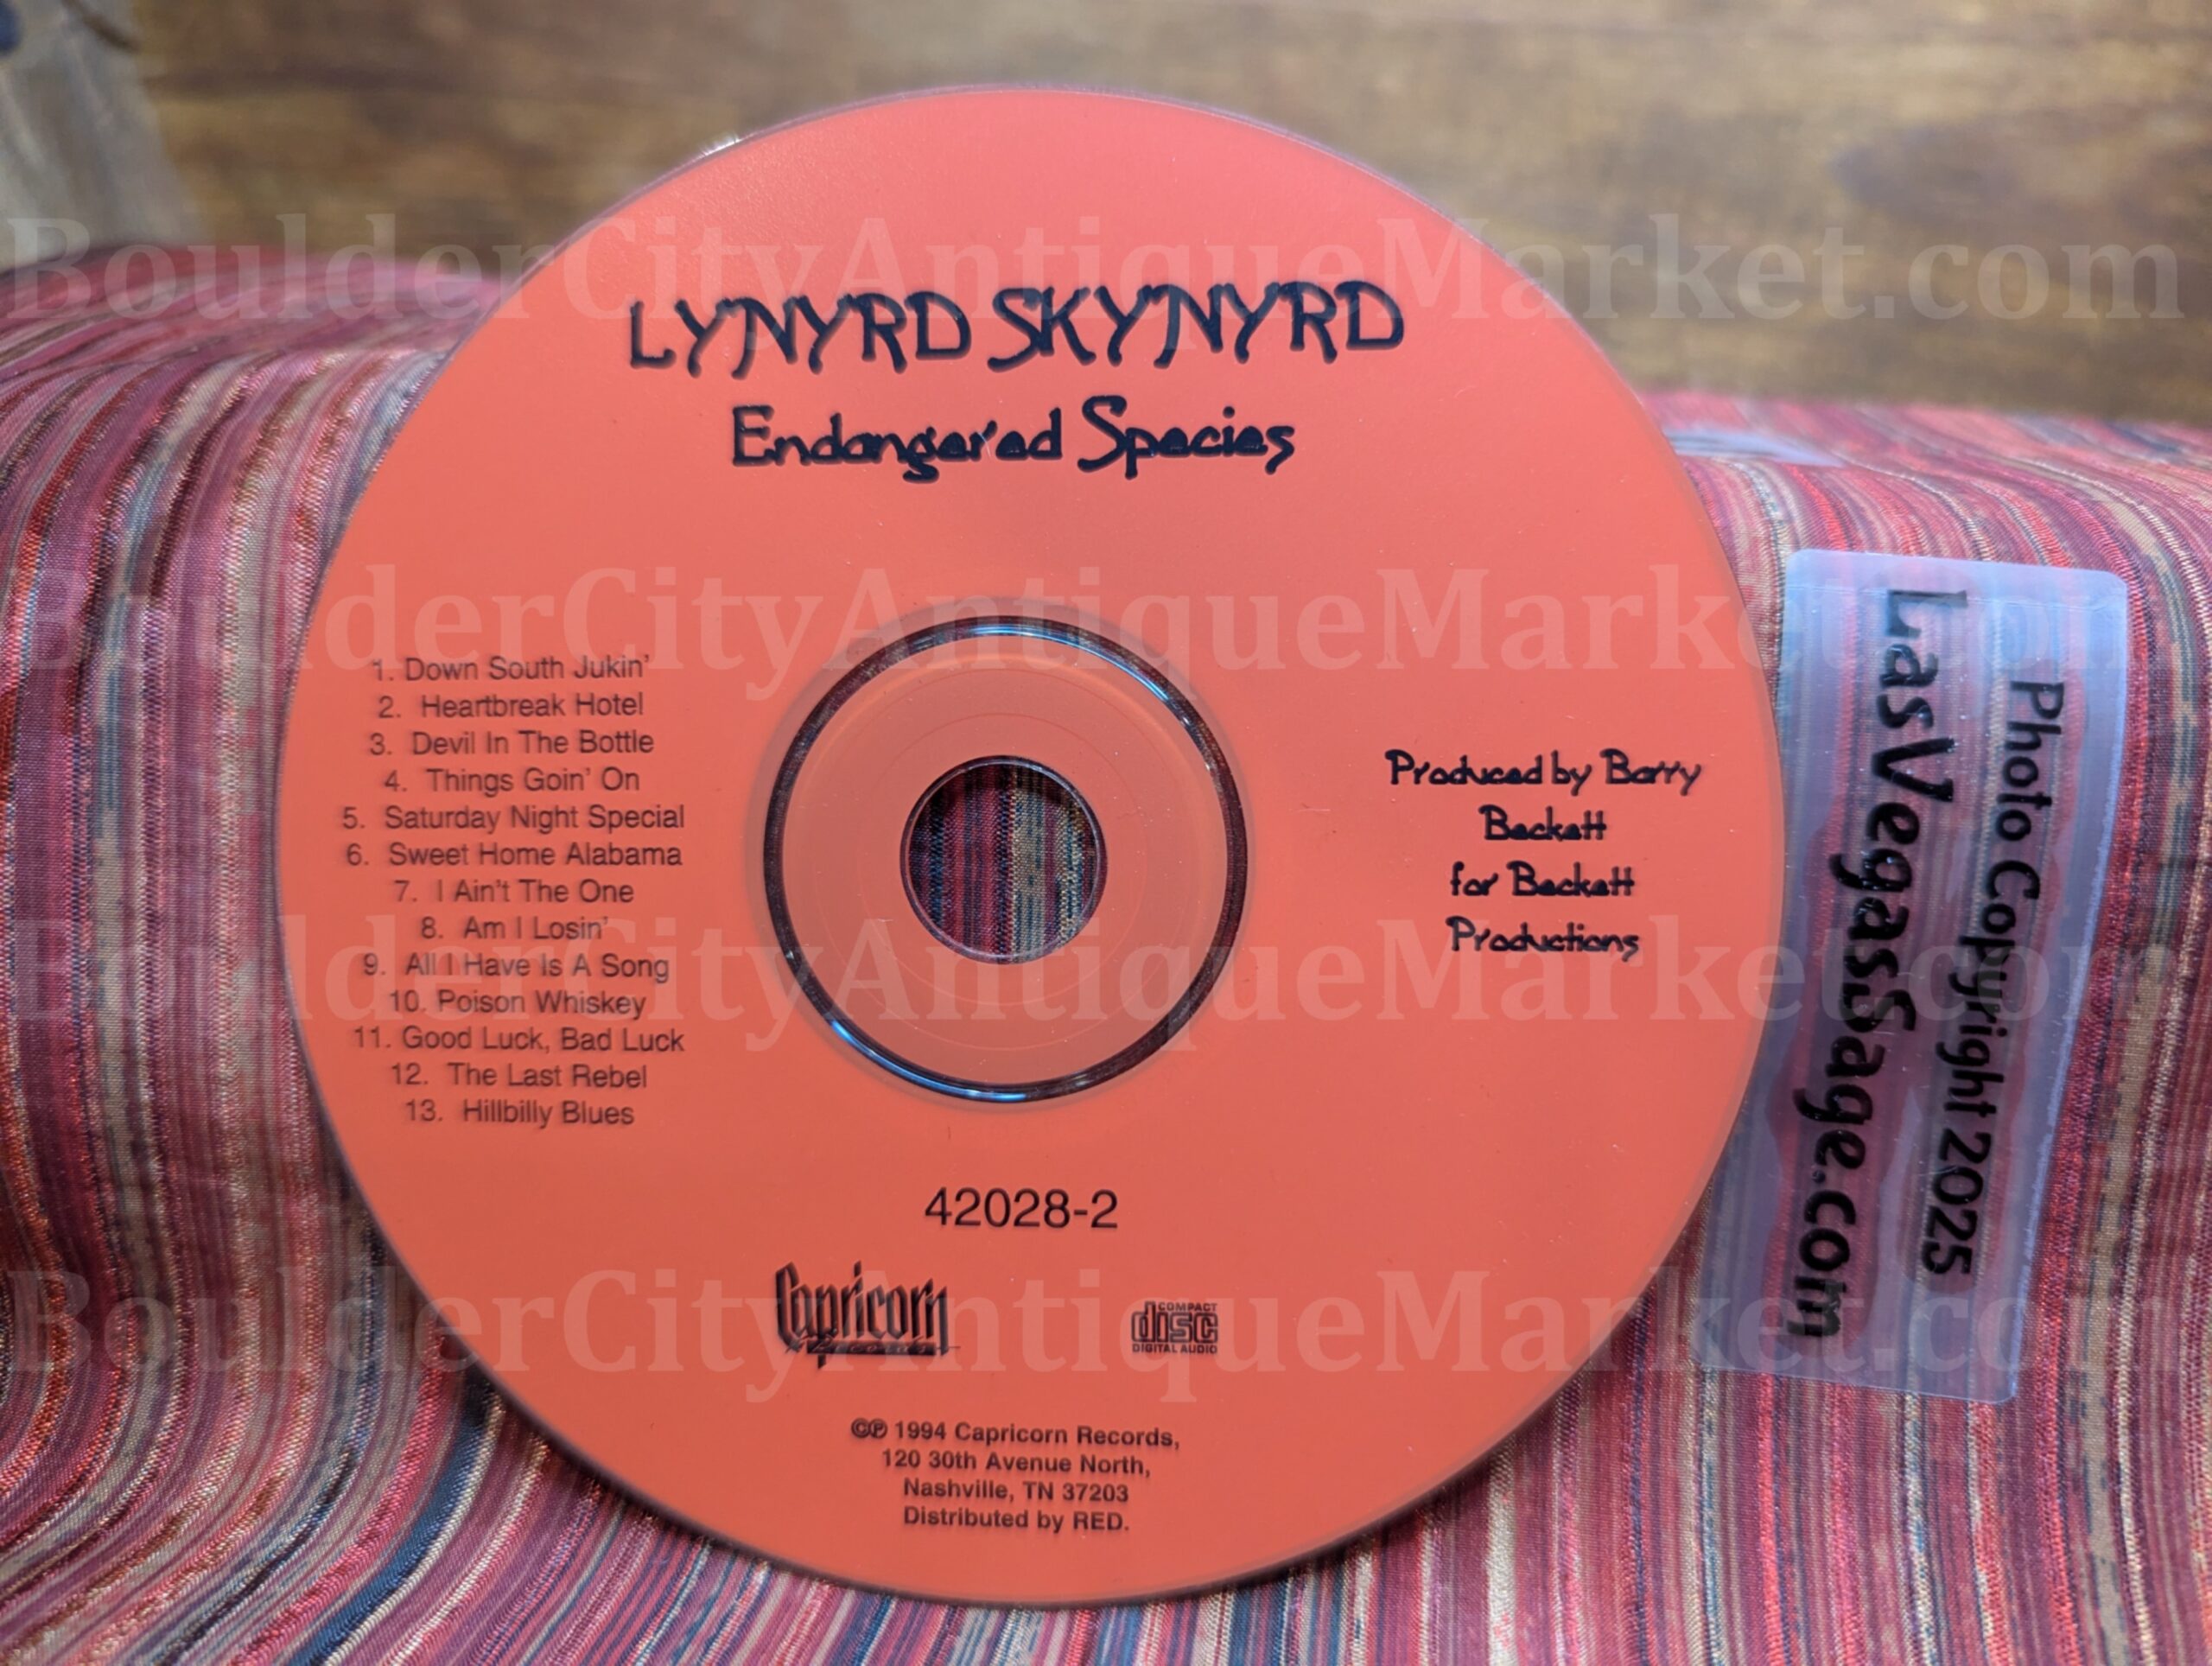 BoulderCityAntiqueMarket.com
LYNYRD SKYNYRD
Endangered Species
BoulderCityAntiqueMarket.com
1. Down South Jukin'
2. Heartbreak Hotel
3. Devil In The Bottle
4. Things Goin' On
5. Saturday Night Special
6. Sweet Home Alabama
7. I Ain't The One
8. Am I Losin'
9. All I Have Is A Song
10. Poison Whiskey
11. Good Luck, Bad Luck
12. The Last Rebel
13. Hillbilly Blues
Produced by Barry
Beckett
for Beckett
Productions
Photo Copyright 2025
LasVegasSage.com
BoulderCityAntiqueMarket.com
42028-2
Capricorn
Records
COMPACT
disc
DIGITAL AUDIO
BoulderCityAntiqueMarket.com
©℗ 1994 Capricorn Records,
120 30th Avenue North,
Nashville, TN 37203
Distributed by RED.